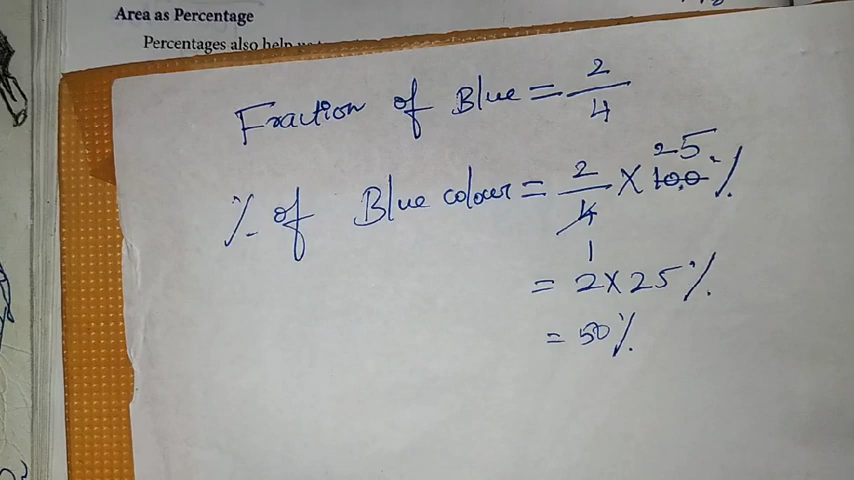 Area as Percentage
Percentages also help
Fraction of Blue = 2/4
% of Blue colour = 2/4 × 100 %
25
1
= 2 × 25 %
= 50 %